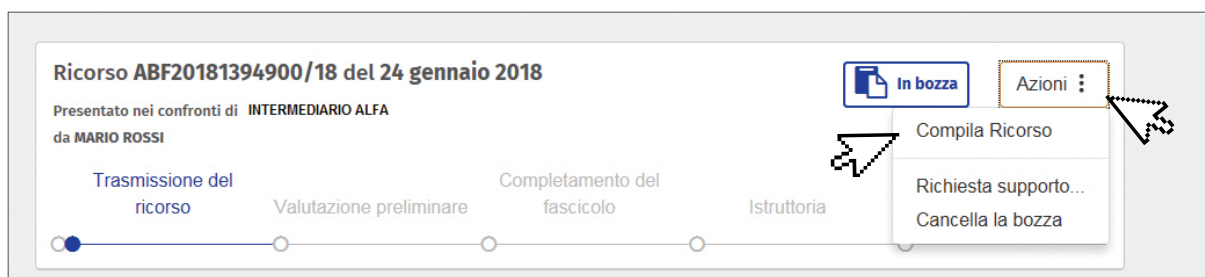 Ricorso ABF20181394900/18 del 24 gennaio 2018
In bozza
Azioni
Presentato nei confronti di INTERMEDIARIO ALFA
da MARIO ROSSI
Compila Ricorso
Richiesta supporto...
Cancella la bozza
Trasmissione del
ricorso
Valutazione preliminare
Completamento del
fascicolo
Istruttoria